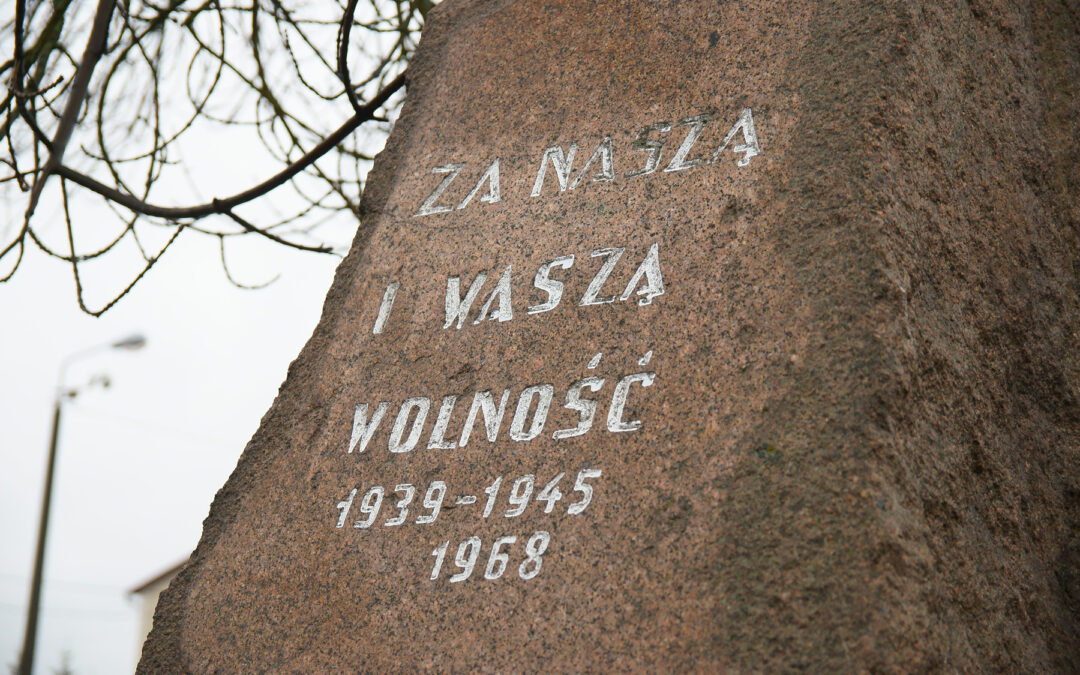 ZA NASZĄ
I WASZĄ
WOLNOŚĆ
1939-1945
1968